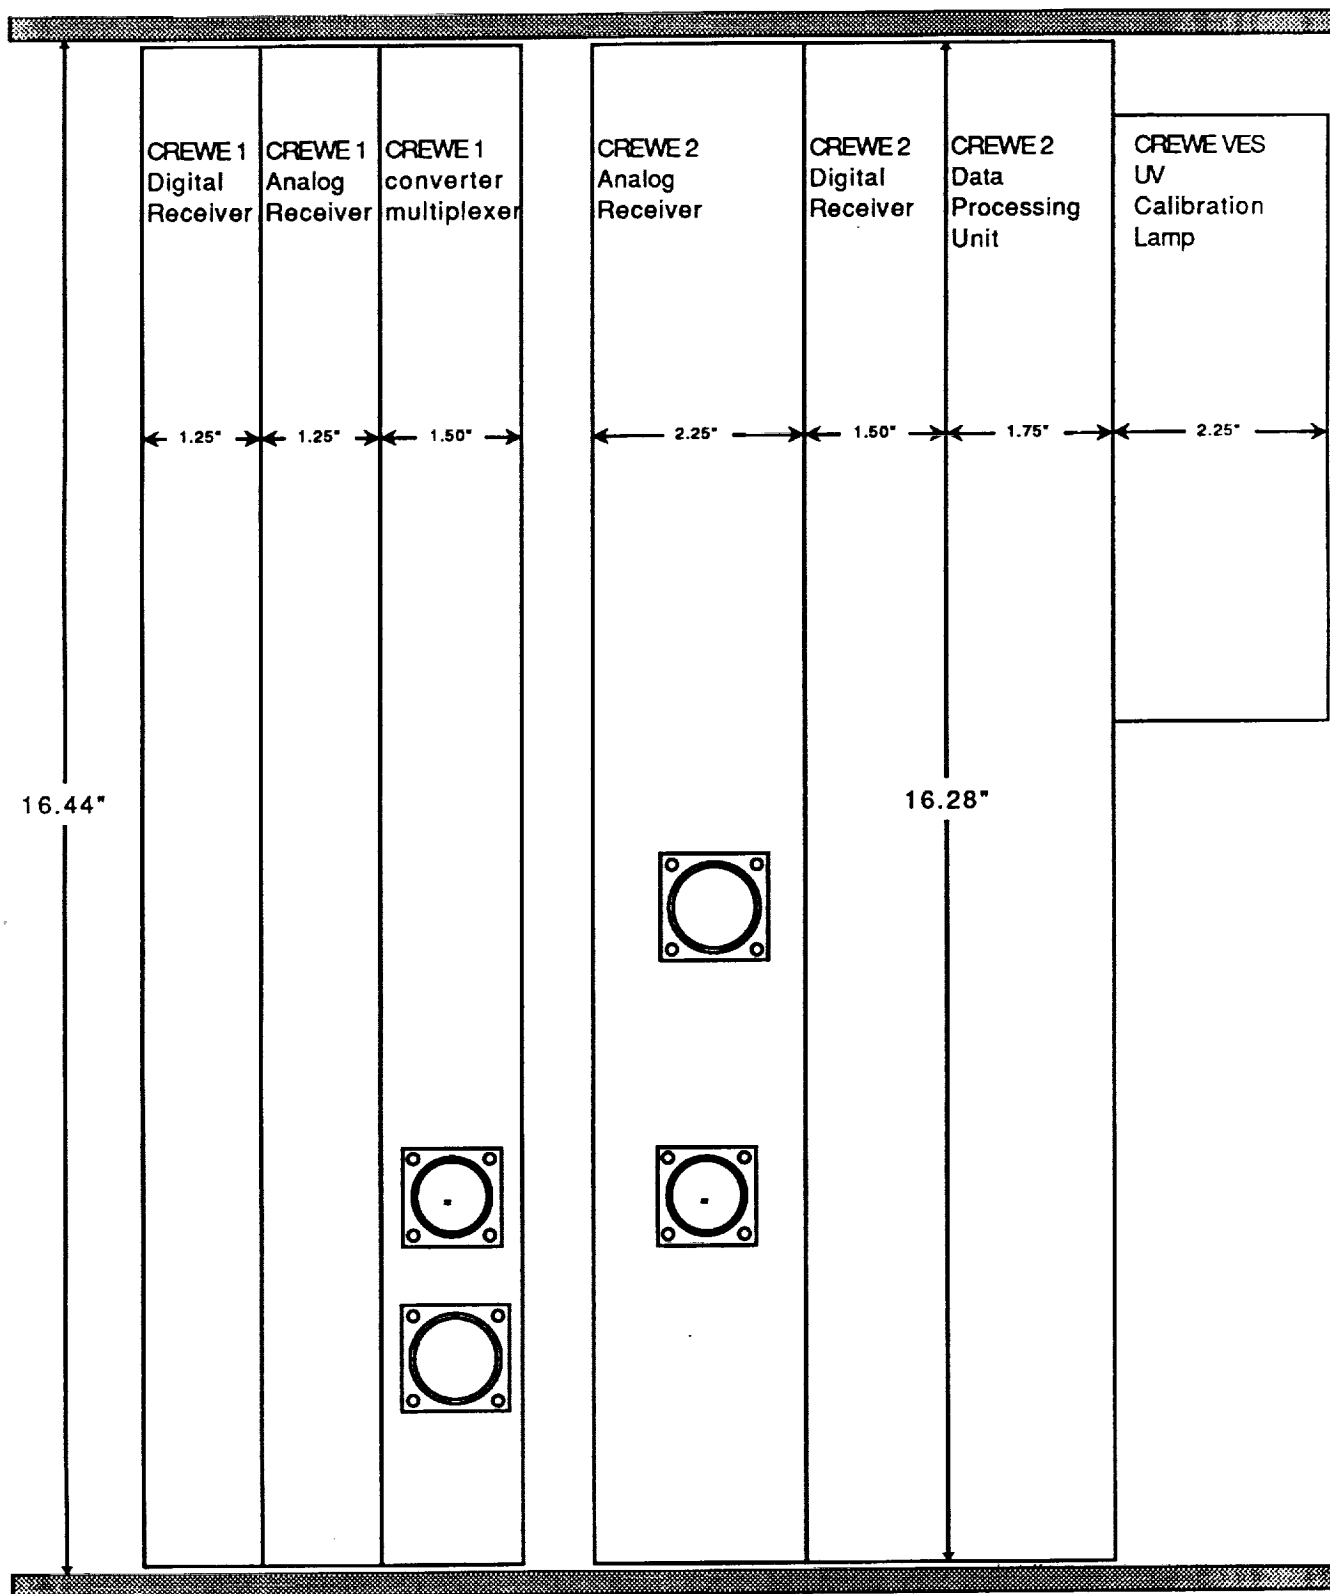 CREWE 1
Digital
Receiver
CREWE 1
Analog
Receiver
CREWE 1
converter
multiplexer
CREWE 2
Analog
Receiver
CREWE 2
Digital
Receiver
CREWE 2
Data
Processing
Unit
CREWE VES
UV
Calibration
Lamp
1.25"
1.25"
1.50"
2.25"
1.50"
1.75"
2.25"
16.44"
16.28"